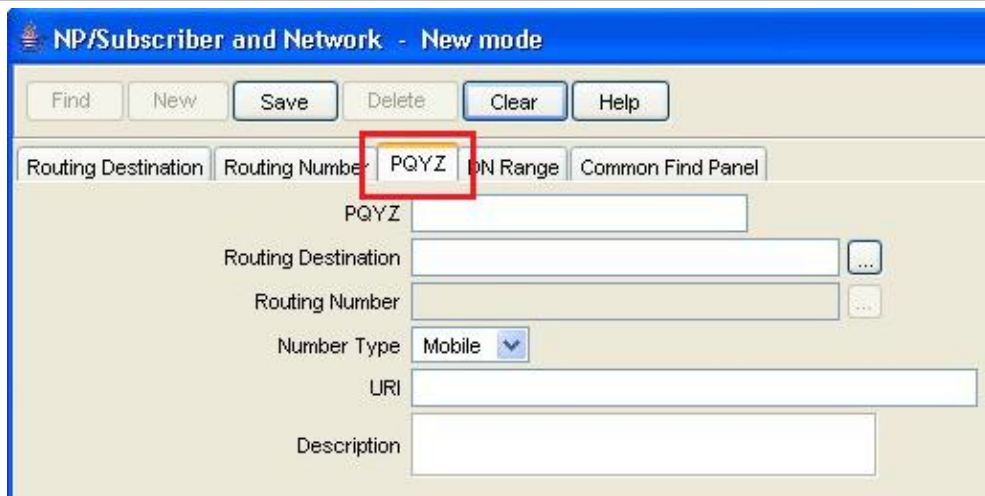 NP/Subscriber and Network - New mode
Find New Save Delete Clear Help
Routing Destination Routing Number PQYZ DN Range Common Find Panel
PQYZ
Routing Destination ...
Routing Number ...
Number Type Mobile
URI
Description